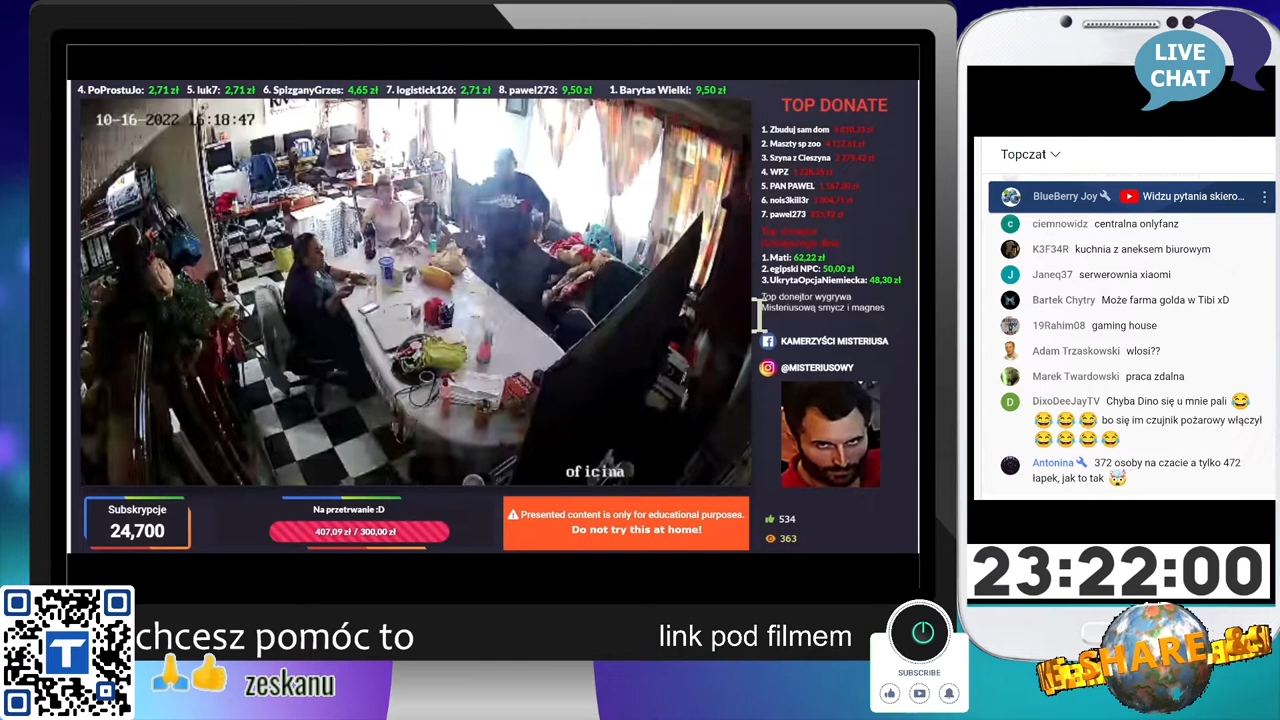 4. PoProstuJo: 2,71 zł 5. luk7: 2,71 zł 6. SpizganyGrzes: 4,65 zł 7. logistick126: 2,71 zł 8. pawel273: 9,50 zł 1. Barytas Wielki: 9,50 zł
10-16-2022 16:18:47
oficina
TOP DONATE
1. Zbuduj sam dom
2. Maszty sp zoo
3. Szyna z Cieszyna
4. WPZ
5. PAN PAWEL
6. nois3kill3r
7. pawel273
Top donejtor
1.Mati: 62,22 zł
2.egipski NPC: 50,00 zł
3.UkrytaOpcjaNiemiecka: 48,30 zł
Top donejtor wygrywa
Misteriusową smycz i magnes
KAMERZYŚCI MISTERIUSA
@MISTERIUSOWY
534
363
Subskrypcje
24,700
Na przetrwanie :D
407,09 zł / 300,00 zł
Presented content is only for educational purposes.
Do not try this at home!
LIVE
CHAT
Topczat
BlueBerry Joy Widzu pytania skiero...
ciemnowidz centralna onlyfanz
K3F34R kuchnia z aneksem biurowym
Janeq37 serwerownia xiaomi
Bartek Chytry Może farma golda w Tibi xD
19Rahim08 gaming house
Adam Trzaskowski wlosi??
Marek Twardowski praca zdalna
DixoDeeJayTV Chyba Dino się u mnie pali 😂
😂😂😂 bo się im czujnik pożarowy włączył
😂😂😂😂
Antonina 372 osoby na czacie a tylko 472
łapek, jak to tak 🤯
23:22:00
chcesz pomóc to
link pod filmem
🙏👍 zeskanu
T
SUBSCRIBE
SHARE